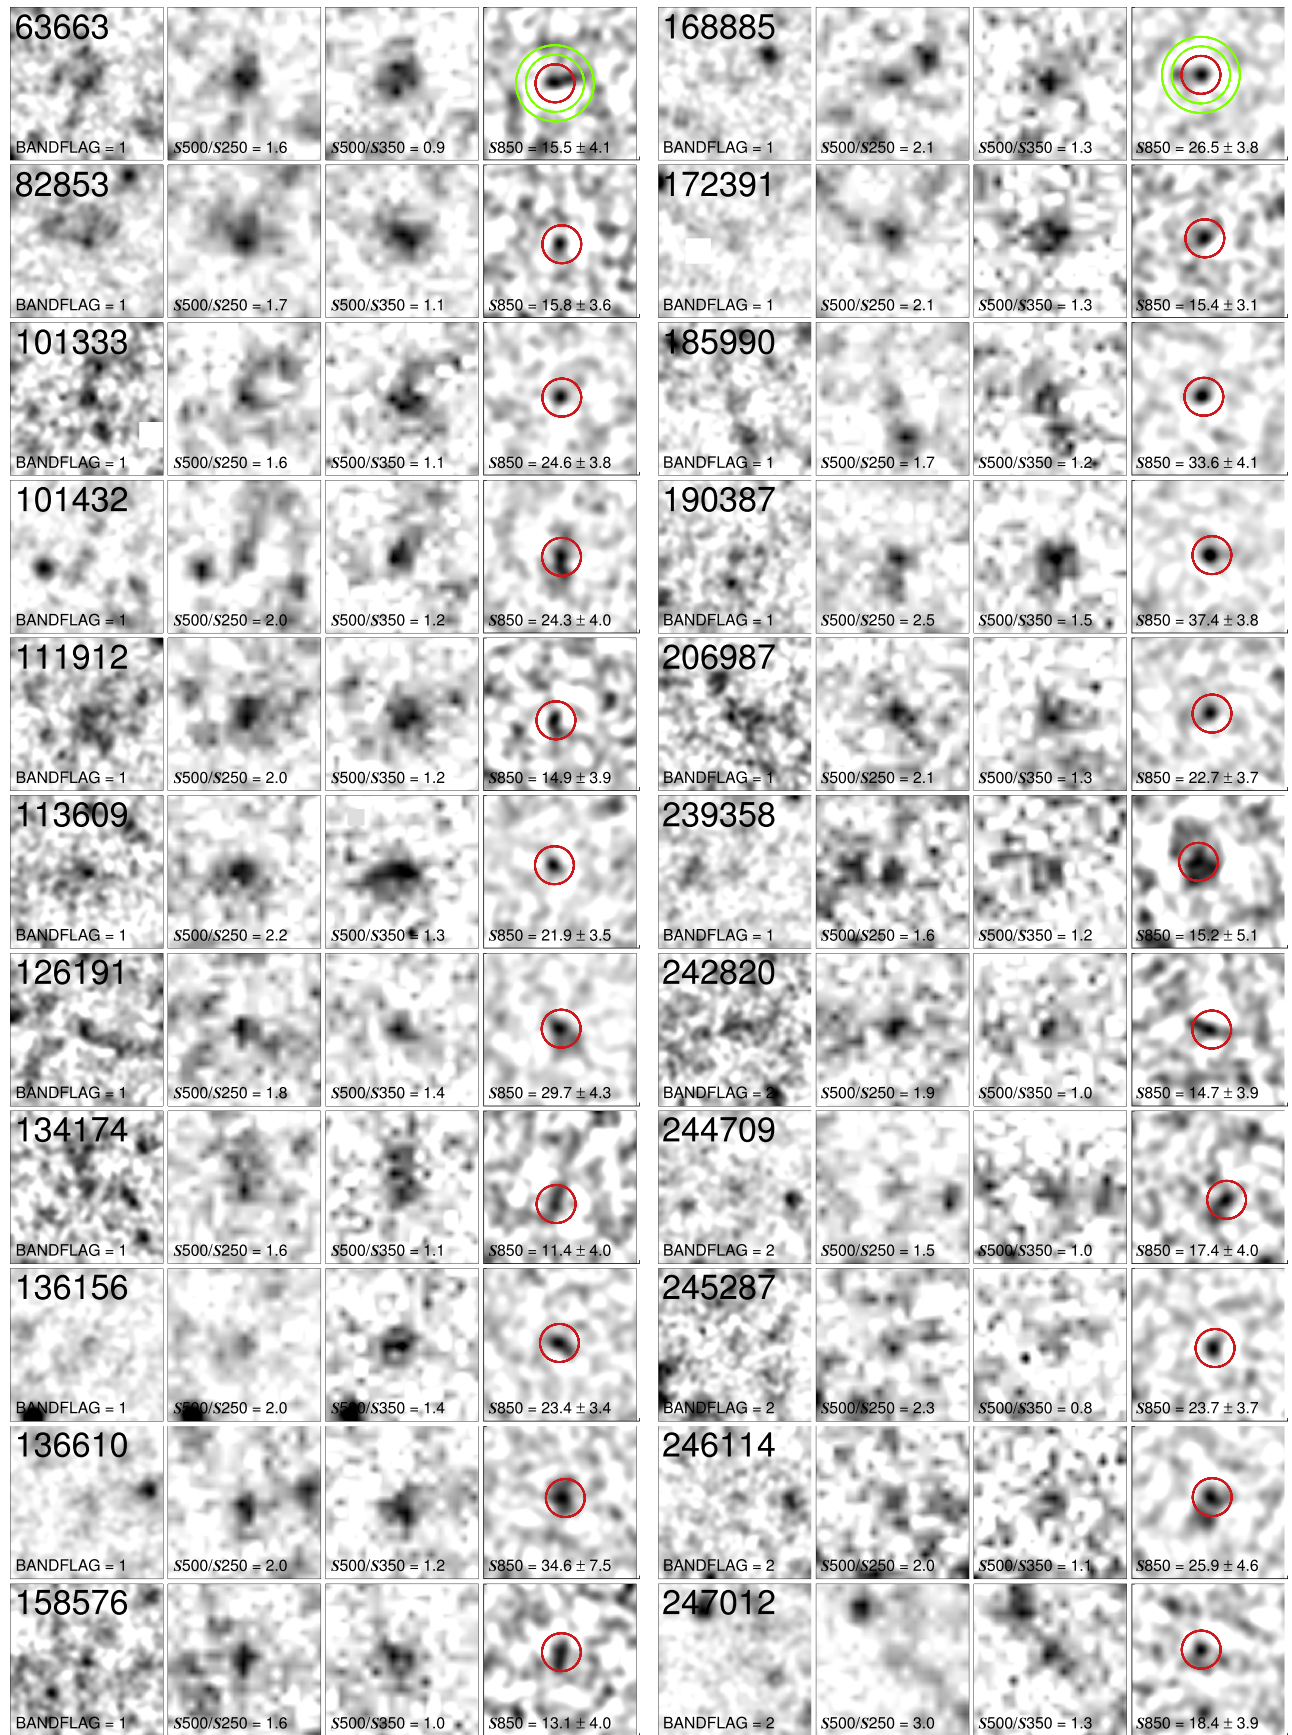 63663
BANDFLAG = 1
S500/S250 = 1.6
S500/S350 = 0.9
S850 = 15.5 ± 4.1
168885
BANDFLAG = 1
S500/S250 = 2.1
S500/S350 = 1.3
S850 = 26.5 ± 3.8
82853
BANDFLAG = 1
S500/S250 = 1.7
S500/S350 = 1.1
S850 = 15.8 ± 3.6
172391
BANDFLAG = 1
S500/S250 = 2.1
S500/S350 = 1.3
S850 = 15.4 ± 3.1
101333
BANDFLAG = 1
S500/S250 = 1.6
S500/S350 = 1.1
S850 = 24.6 ± 3.8
185990
BANDFLAG = 1
S500/S250 = 1.7
S500/S350 = 1.2
S850 = 33.6 ± 4.1
101432
BANDFLAG = 1
S500/S250 = 2.0
S500/S350 = 1.2
S850 = 24.3 ± 4.0
190387
BANDFLAG = 1
S500/S250 = 2.5
S500/S350 = 1.5
S850 = 37.4 ± 3.8
111912
BANDFLAG = 1
S500/S250 = 2.0
S500/S350 = 1.2
S850 = 14.9 ± 3.9
206987
BANDFLAG = 1
S500/S250 = 2.1
S500/S350 = 1.3
S850 = 22.7 ± 3.7
113609
BANDFLAG = 1
S500/S250 = 2.2
S500/S350 = 1.3
S850 = 21.9 ± 3.5
239358
BANDFLAG = 1
S500/S250 = 1.6
S500/S350 = 1.2
S850 = 15.2 ± 5.1
126191
BANDFLAG = 1
S500/S250 = 1.8
S500/S350 = 1.4
S850 = 29.7 ± 4.3
242820
BANDFLAG = 2
S500/S250 = 1.9
S500/S350 = 1.0
S850 = 14.7 ± 3.9
134174
BANDFLAG = 1
S500/S250 = 1.6
S500/S350 = 1.1
S850 = 11.4 ± 4.0
244709
BANDFLAG = 2
S500/S250 = 1.5
S500/S350 = 1.0
S850 = 17.4 ± 4.0
136156
BANDFLAG = 1
S500/S250 = 2.0
S500/S350 = 1.4
S850 = 23.4 ± 3.4
245287
BANDFLAG = 2
S500/S250 = 2.3
S500/S350 = 0.8
S850 = 23.7 ± 3.7
136610
BANDFLAG = 1
S500/S250 = 2.0
S500/S350 = 1.2
S850 = 34.6 ± 7.5
246114
BANDFLAG = 2
S500/S250 = 2.0
S500/S350 = 1.1
S850 = 25.9 ± 4.6
158576
BANDFLAG = 1
S500/S250 = 1.6
S500/S350 = 1.0
S850 = 13.1 ± 4.0
247012
BANDFLAG = 2
S500/S250 = 3.0
S500/S350 = 1.3
S850 = 18.4 ± 3.9